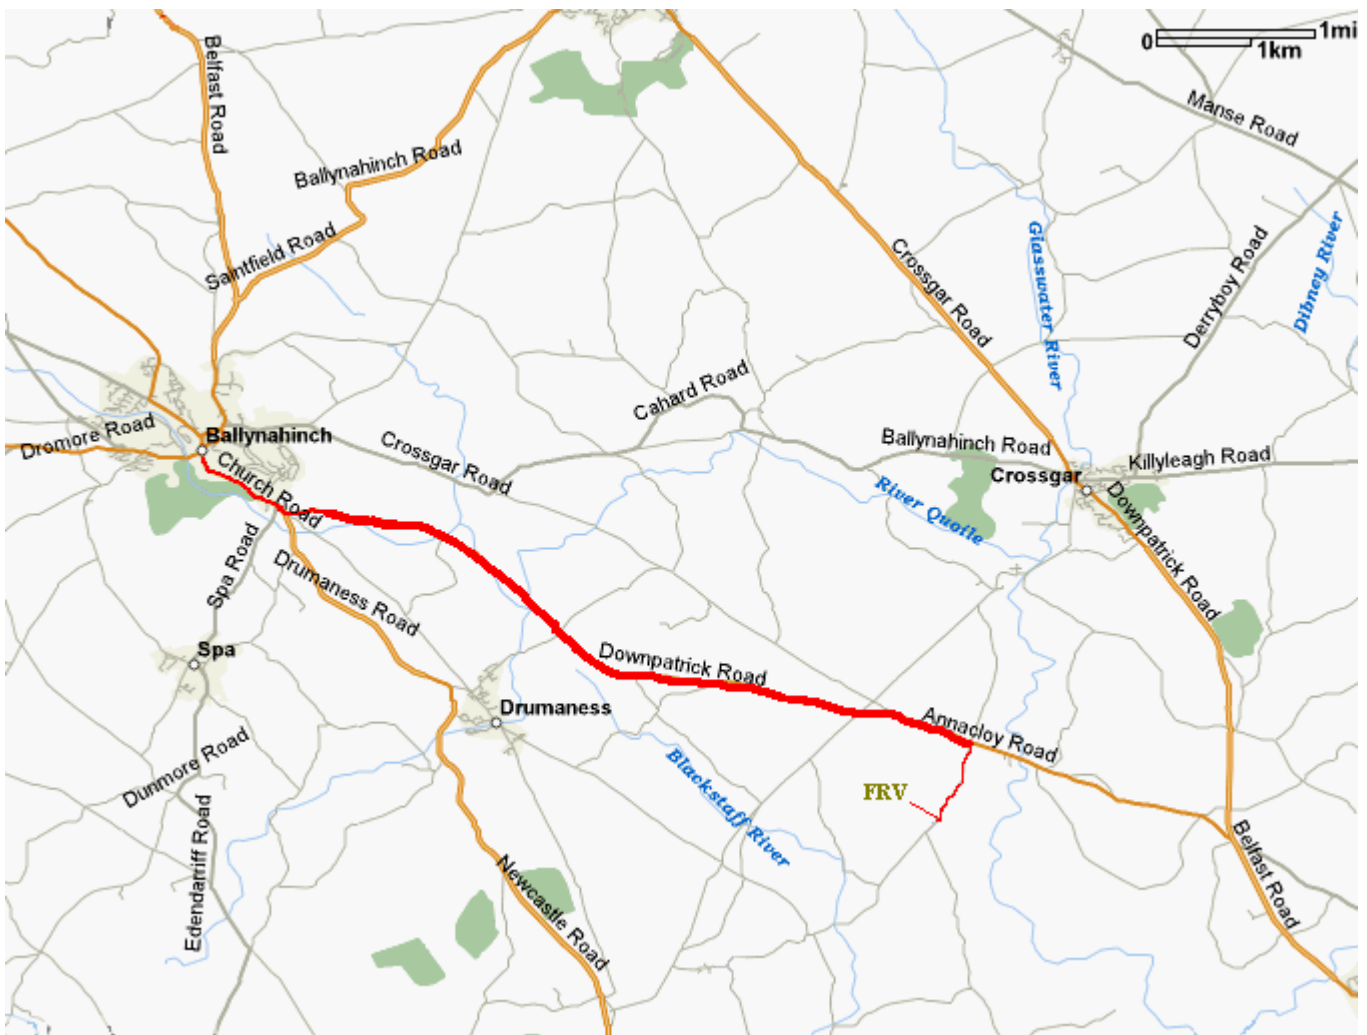 0
1mi
1km
Belfast Road
Manse Road
Ballynahinch Road
Saintfield Road
Glasswater River
Dibney River
Crossgar Road
Derryboy Road
Cahard Road
Dromore Road
Ballynahinch
Crossgar Road
Ballynahinch Road
Killyleagh Road
Crossgar
Church Road
River Quoile
Downpatrick Road
Spa Road
Drumaness Road
Spa
Downpatrick Road
Drumaness
Annacloy Road
Dunmore Road
Blackstaff River
FRV
Edendarriff Road
Newcastle Road
Belfast Road